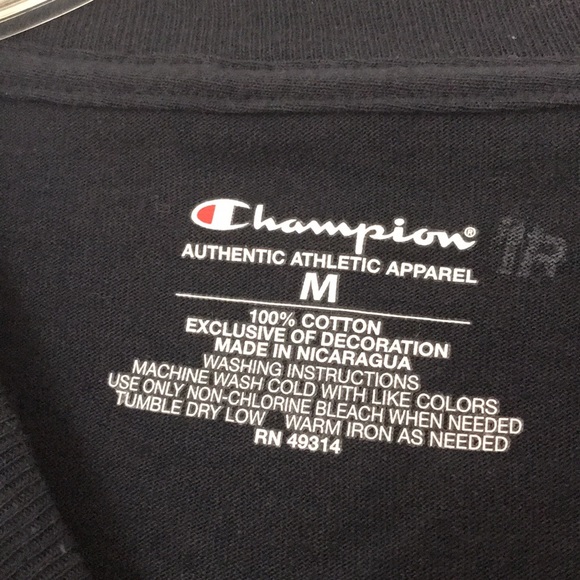 Champion®
AUTHENTIC ATHLETIC APPAREL
M
100% COTTON
EXCLUSIVE OF DECORATION
MADE IN NICARAGUA
WASHING INSTRUCTIONS
MACHINE WASH COLD WITH LIKE COLORS
USE ONLY NON-CHLORINE BLEACH WHEN NEEDED
TUMBLE DRY LOW WARM IRON AS NEEDED
RN 49314